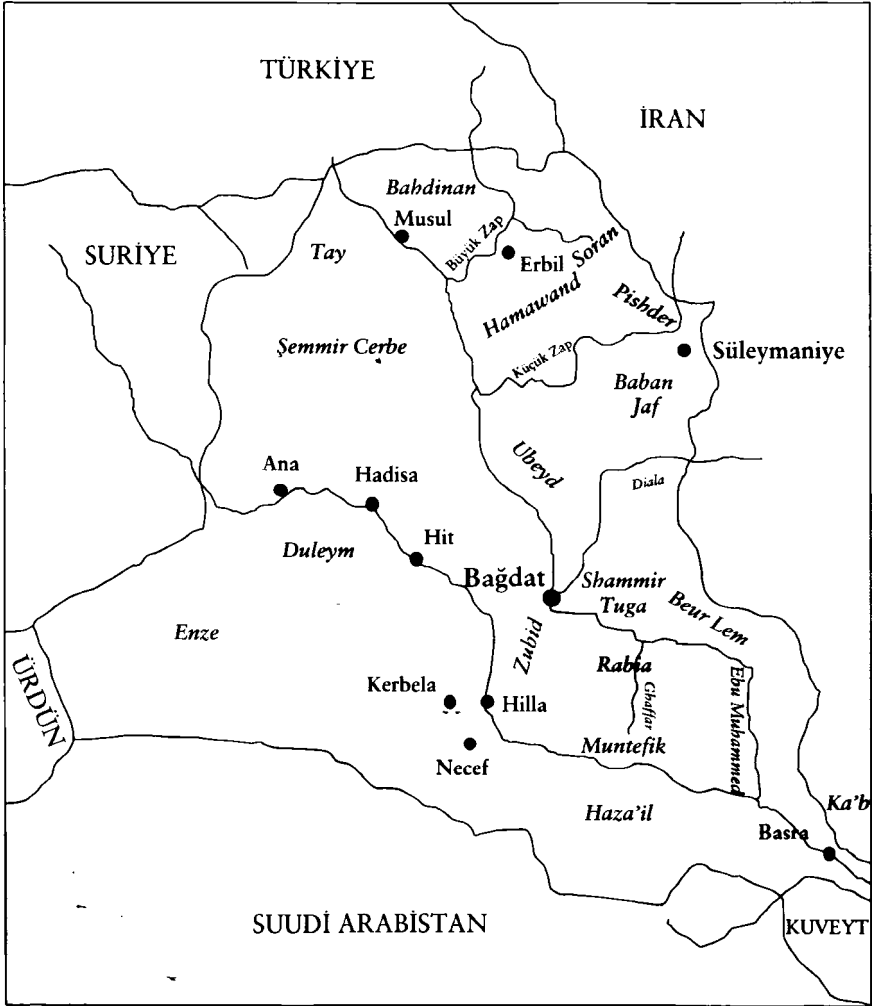 TÜRKİYE
İRAN
Bahdinan
Musul
SURİYE
Tay
Büyük Zap
Erbil
Soran
Hamawand
Pishder
Şemmir Cerbe
Küçük Zap
Süleymaniye
Baban
Jaf
Ubeyd
Ana
Hadisa
Diala
Duleym
Hit
Bağdat
Shammir
Tuga
Beur Lem
Enze
Zubid
Rabia
ÜRDÜN
Kerbela
Hilla
Gihaffar
Ebu Muhammed
Necef
Muntefik
Haza'il
Ka'b
Basra
SUUDİ ARABİSTAN
KUVEYT